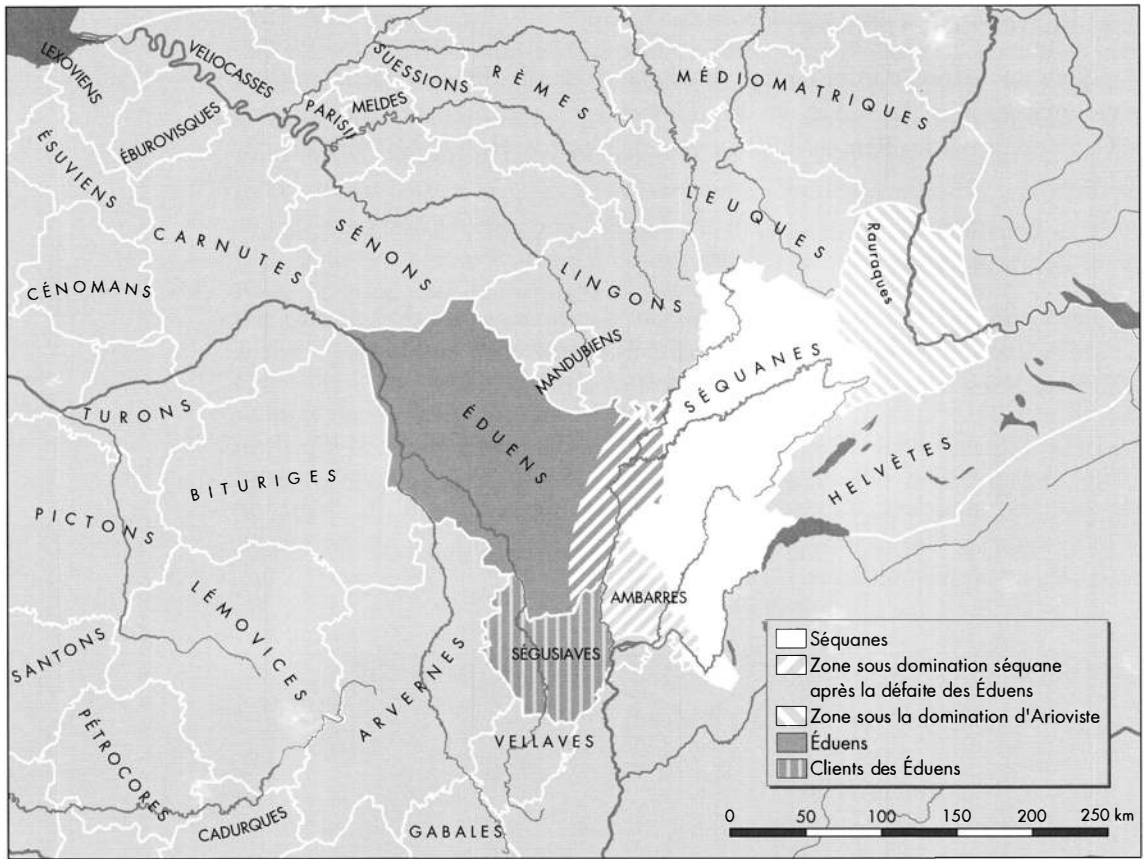 LEXOVIENS
VELIOCASSES
SUESSIONS
RÈMES
MÉDIOMATRIQUES
PARISII
MELDES
ÉBUROVISQUES
ÉSUVIENS
LEUQUES
CARNUTES
SÉNONS
Rauraques
CÉNOMANS
LINGONS
MANDUBIENS
SÉQUANES
TURONS
ÉDUENS
HELVÈTES
BITURIGES
PICTONS
LÉMOVICES
AMBARRES
SANTONS
ARVERNES
SÉGUSIAVES
PÉTROCORES
VELLAVES
CADURQUES
GABALES
Séquanes
Zone sous domination séquane
après la défaite des Éduens
Zone sous la domination d'Arioviste
Éduens
Clients des Éduens
0 50 100 150 200 250 km